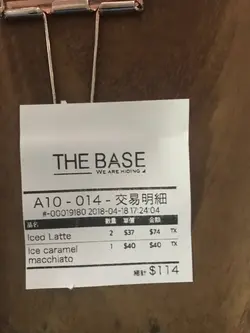 THE BASE
WE ARE HIDING
A10 - 014 - 交易明細
#-00019180 2018-04-18 17:24:04
品名 數量 單價 金額
Iced Latte 2 $37 $74 TX
Ice caramel 1 $40 $40 TX
macchiato
總計 $114